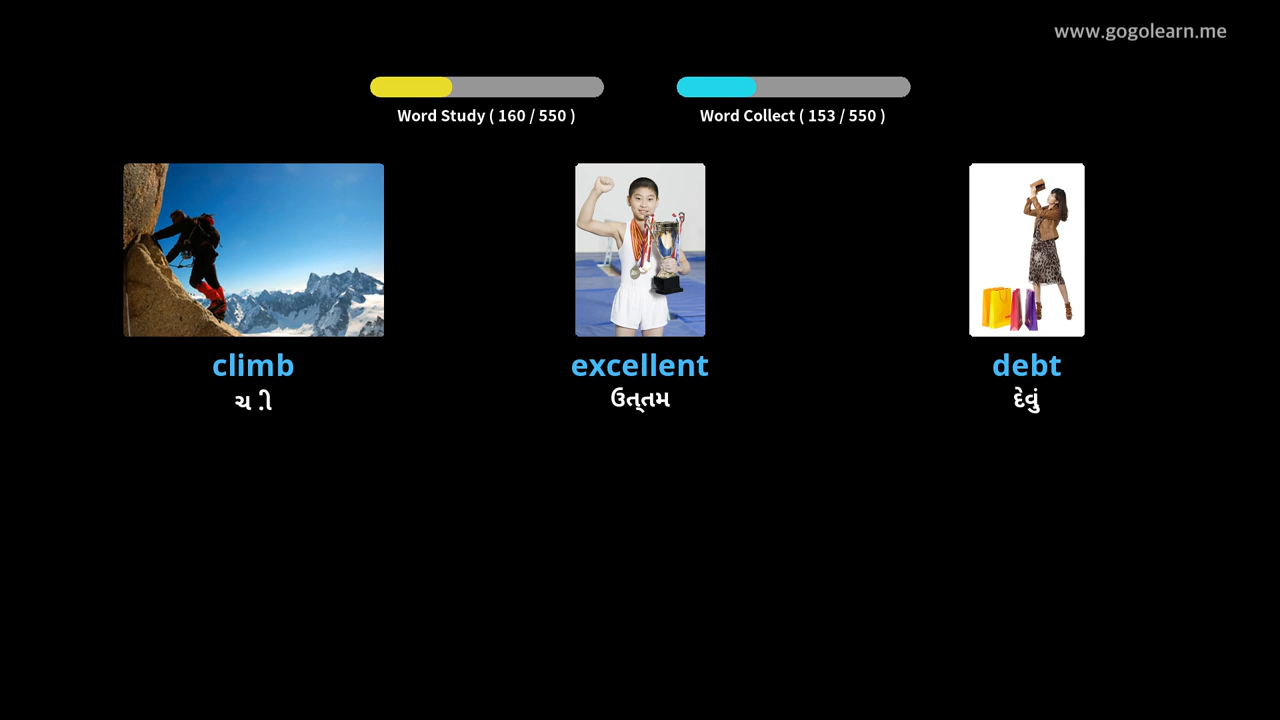 www.gogolearn.me
Word Study ( 160 / 550 )
Word Collect ( 153 / 550 )
climb
excellent
debt
ઉત્‌તમ
દેવું